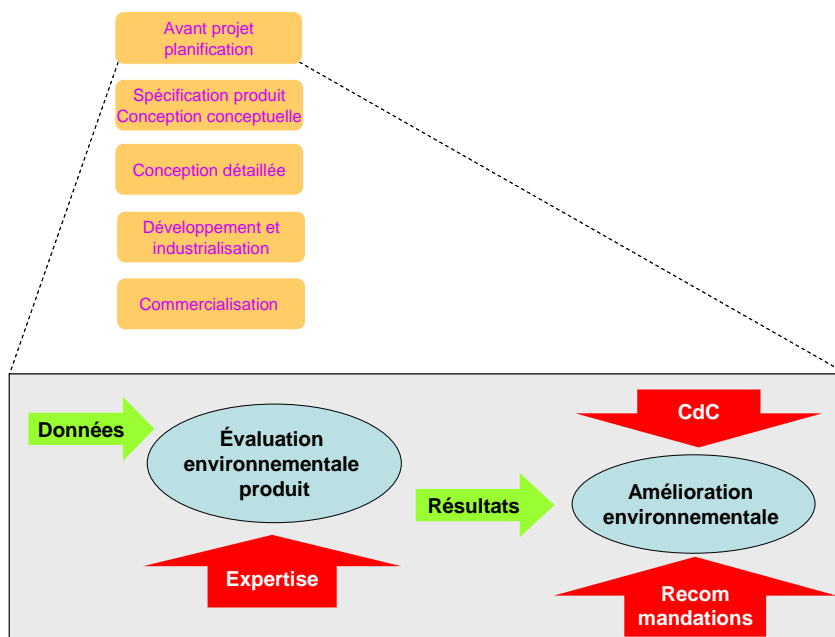 Avant projet
planification
Spécification produit
Conception conceptuelle
Conception détaillée
Développement et
industrialisation
Commercialisation
Données
Évaluation
environnementale
produit
Expertise
Résultats
CdC
Amélioration
environnementale
Recom
mandations